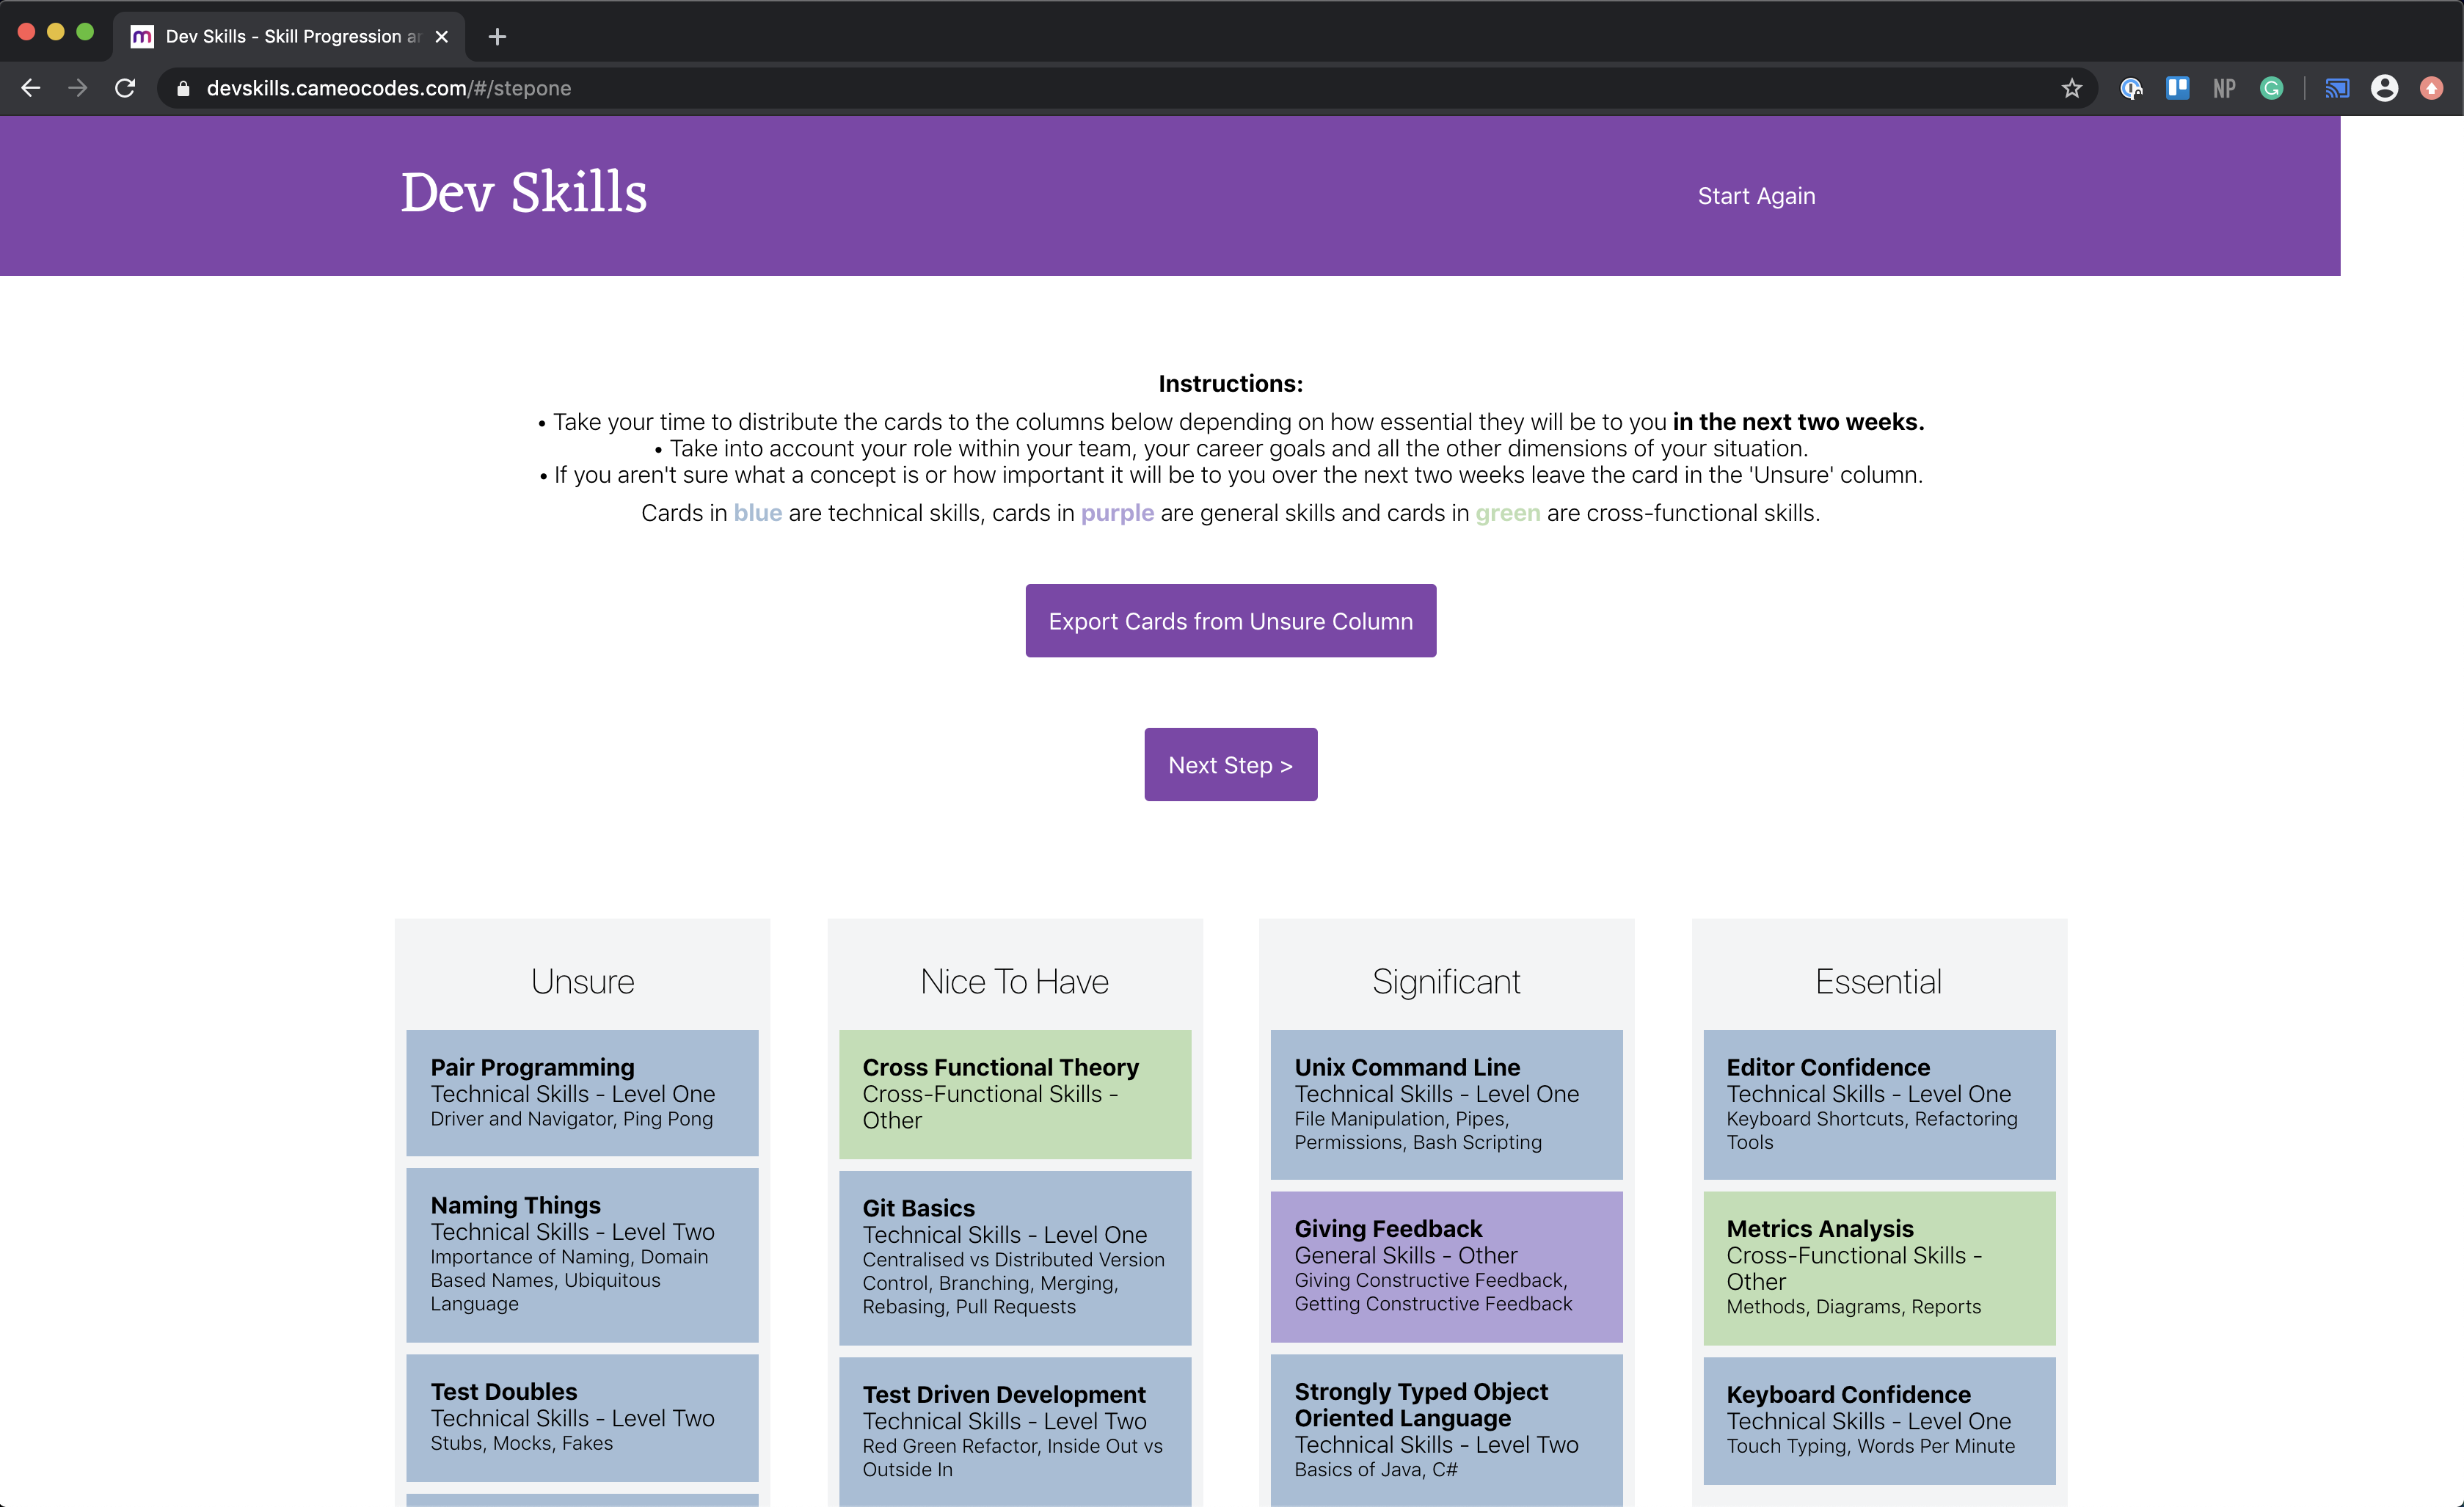 Dev Skills - Skill Progression ar
devskills.cameocodes.com/#/stepone
NP
Dev Skills
Start Again
Instructions:
• Take your time to distribute the cards to the columns below depending on how essential they will be to you in the next two weeks.
• Take into account your role within your team, your career goals and all the other dimensions of your situation.
• If you aren't sure what a concept is or how important it will be to you over the next two weeks leave the card in the 'Unsure' column.
Cards in blue are technical skills, cards in purple are general skills and cards in green are cross-functional skills.
Export Cards from Unsure Column
Next Step >
Unsure
Pair Programming
Technical Skills - Level One
Driver and Navigator, Ping Pong
Naming Things
Technical Skills - Level Two
Importance of Naming, Domain
Based Names, Ubiquitous
Language
Test Doubles
Technical Skills - Level Two
Stubs, Mocks, Fakes
Nice To Have
Cross Functional Theory
Cross-Functional Skills -
Other
Git Basics
Technical Skills - Level One
Centralised vs Distributed Version
Control, Branching, Merging,
Rebasing, Pull Requests
Test Driven Development
Technical Skills - Level Two
Red Green Refactor, Inside Out vs
Outside In
Significant
Unix Command Line
Technical Skills - Level One
File Manipulation, Pipes,
Permissions, Bash Scripting
Giving Feedback
General Skills - Other
Giving Constructive Feedback,
Getting Constructive Feedback
Strongly Typed Object
Oriented Language
Technical Skills - Level Two
Basics of Java, C#
Essential
Editor Confidence
Technical Skills - Level One
Keyboard Shortcuts, Refactoring
Tools
Metrics Analysis
Cross-Functional Skills -
Other
Methods, Diagrams, Reports
Keyboard Confidence
Technical Skills - Level One
Touch Typing, Words Per Minute